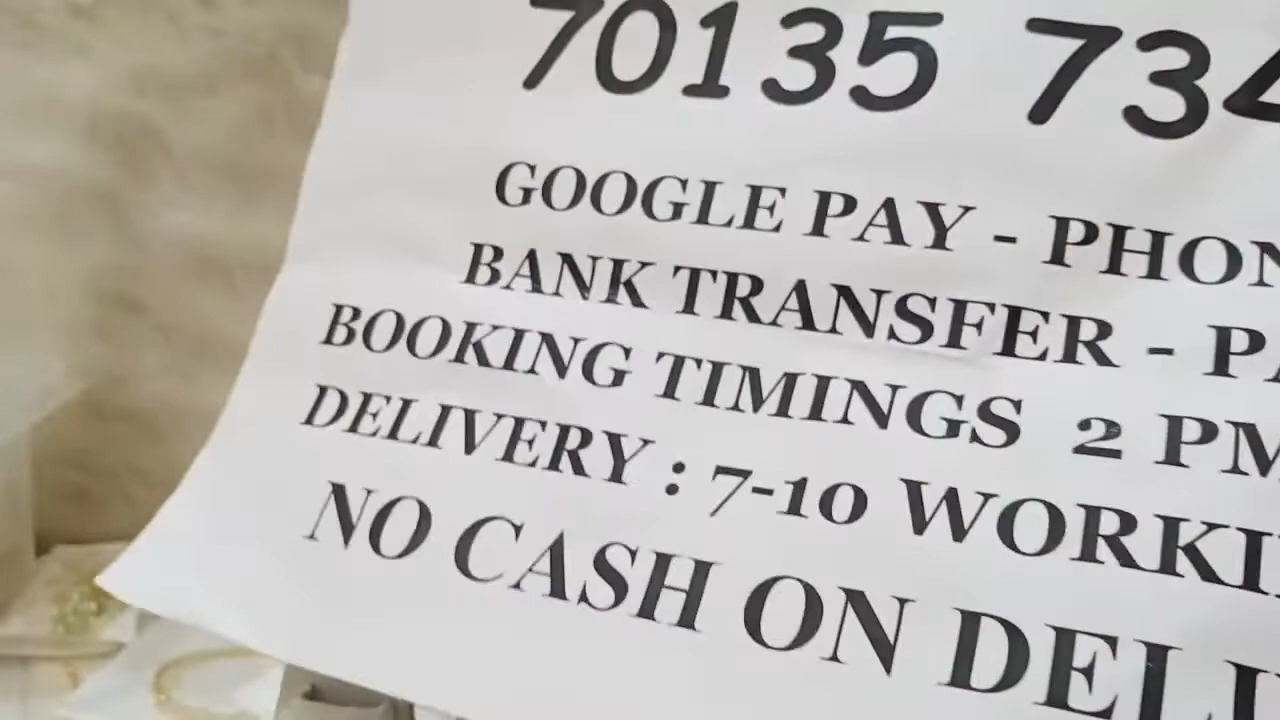 70135 734
GOOGLE PAY - PHON
BANK TRANSFER - PA
BOOKING TIMINGS 2 PM
DELIVERY : 7-10 WORKI
NO CASH ON DELI